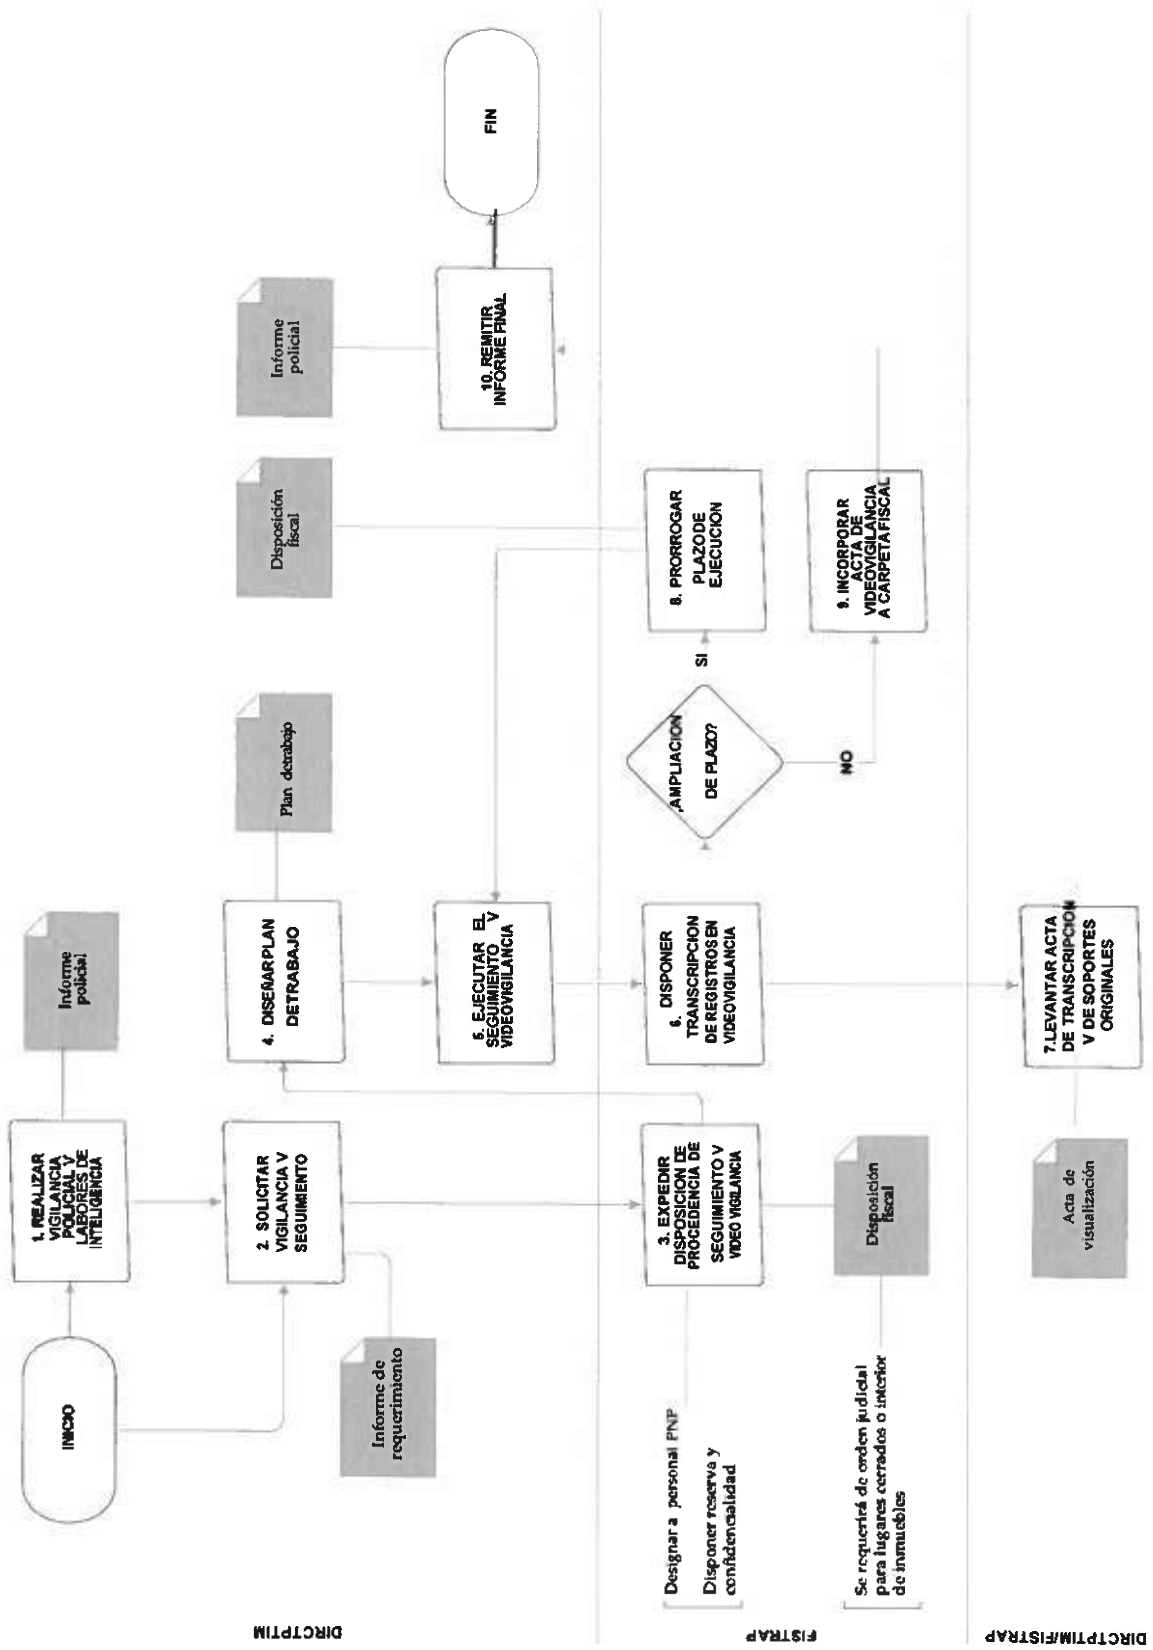 DIRCTPTIM
INICIO
1. REALIZAR
VIGILANCIA
POLICIAL V
LABORES DE
INTELIGENCIA
Informe
policial
2. SOLICITAR
VIGILANCIA V
SEGUIMIENTO
Informe de
requerimiento
4. DISEÑAR PLAN
DETRABAJO
Plan detrabajo
5. EJECUTAR EL
SEGUIMIENTO V
VIDEOVIGILANCIA
Disposición
fiscal
Informe
policial
10. REMITIR
INFORME FINAL
FIN
FISTRAP
Designar a personal PNP
Disponer reserva y
confidencialidad
3. EXPEDIR
DISPOSICION DE
PROCEDENCIA DE
SEGUIMIENTO V
VIDEO VIGILANCIA
Disposición
fiscal
Se requerirá de orden judicial
para lugares cerrados o interior
de inmuebles
6. DISPONER
TRANSCRIPCION
DE REGISTROS EN
VIDEOVIGILANCIA
AMPLIACION
DE PLAZO?
SI
NO
8. PRORROGAR
PLAZO DE
EJECUCION
9. INCORPORAR
ACTA DE
VIDEOVIGILANCIA
A CARPETA FISCAL
DIRCTPTIM/FISTRAP
Acta de
visualización
7.LEVANTAR ACTA
DE TRANSCRIPCION
V DE SOPORTES
ORIGINALES